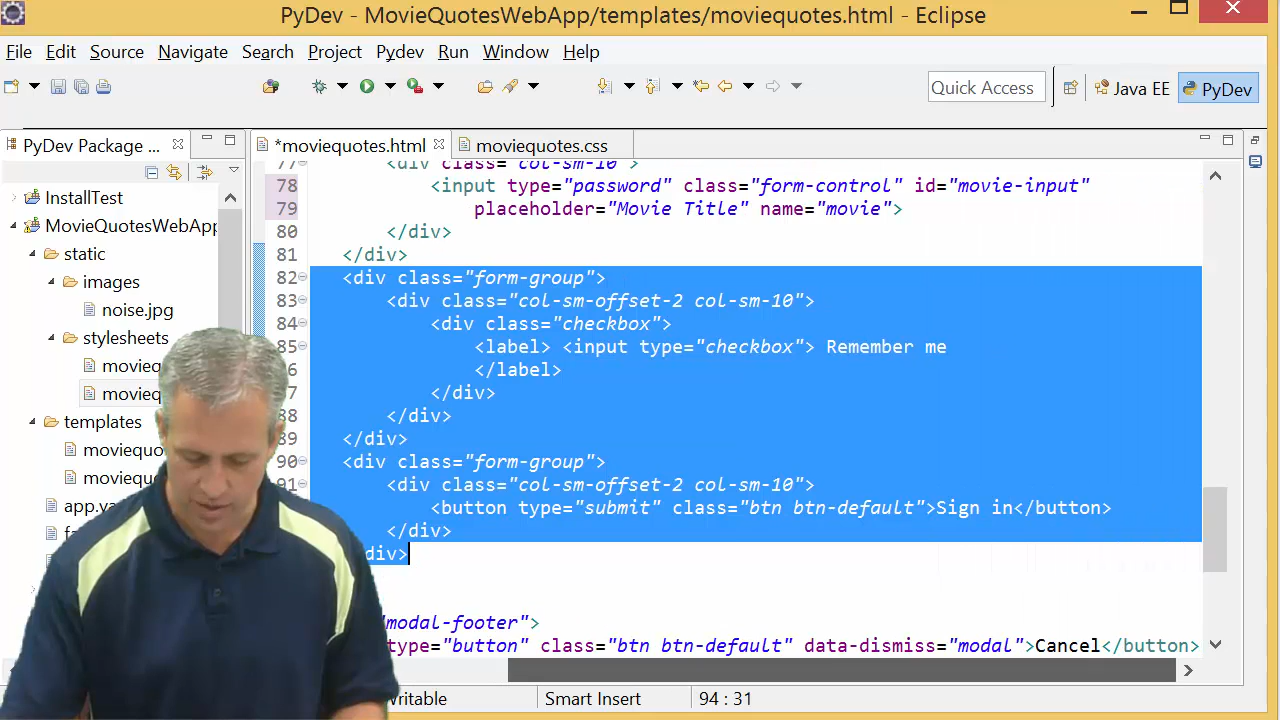 PyDev - MovieQuotesWebApp/templates/moviequotes.html - Eclipse
File Edit Source Navigate Search Project Pydev Run Window Help
Quick Access
Java EE
PyDev
PyDev Package ...
*moviequotes.html
moviequotes.css
InstallTest
MovieQuotesWebApp
static
images
noise.jpg
stylesheets
templates
77 <div class="col-sm-10">
78 <input type="password" class="form-control" id="movie-input"
79 placeholder="Movie Title" name="movie">
80 </div>
81 </div>
82 <div class="form-group">
83 <div class="col-sm-offset-2 col-sm-10">
84 <div class="checkbox">
85 <label> <input type="checkbox"> Remember me
</label>
</div>
</div>
</div>
90 <div class="form-group">
<div class="col-sm-offset-2 col-sm-10">
<button type="submit" class="btn btn-default">Sign in</button>
</div>
div>
modal-footer">
type="button" class="btn btn-default" data-dismiss="modal">Cancel</button>
Smart Insert
94 : 31